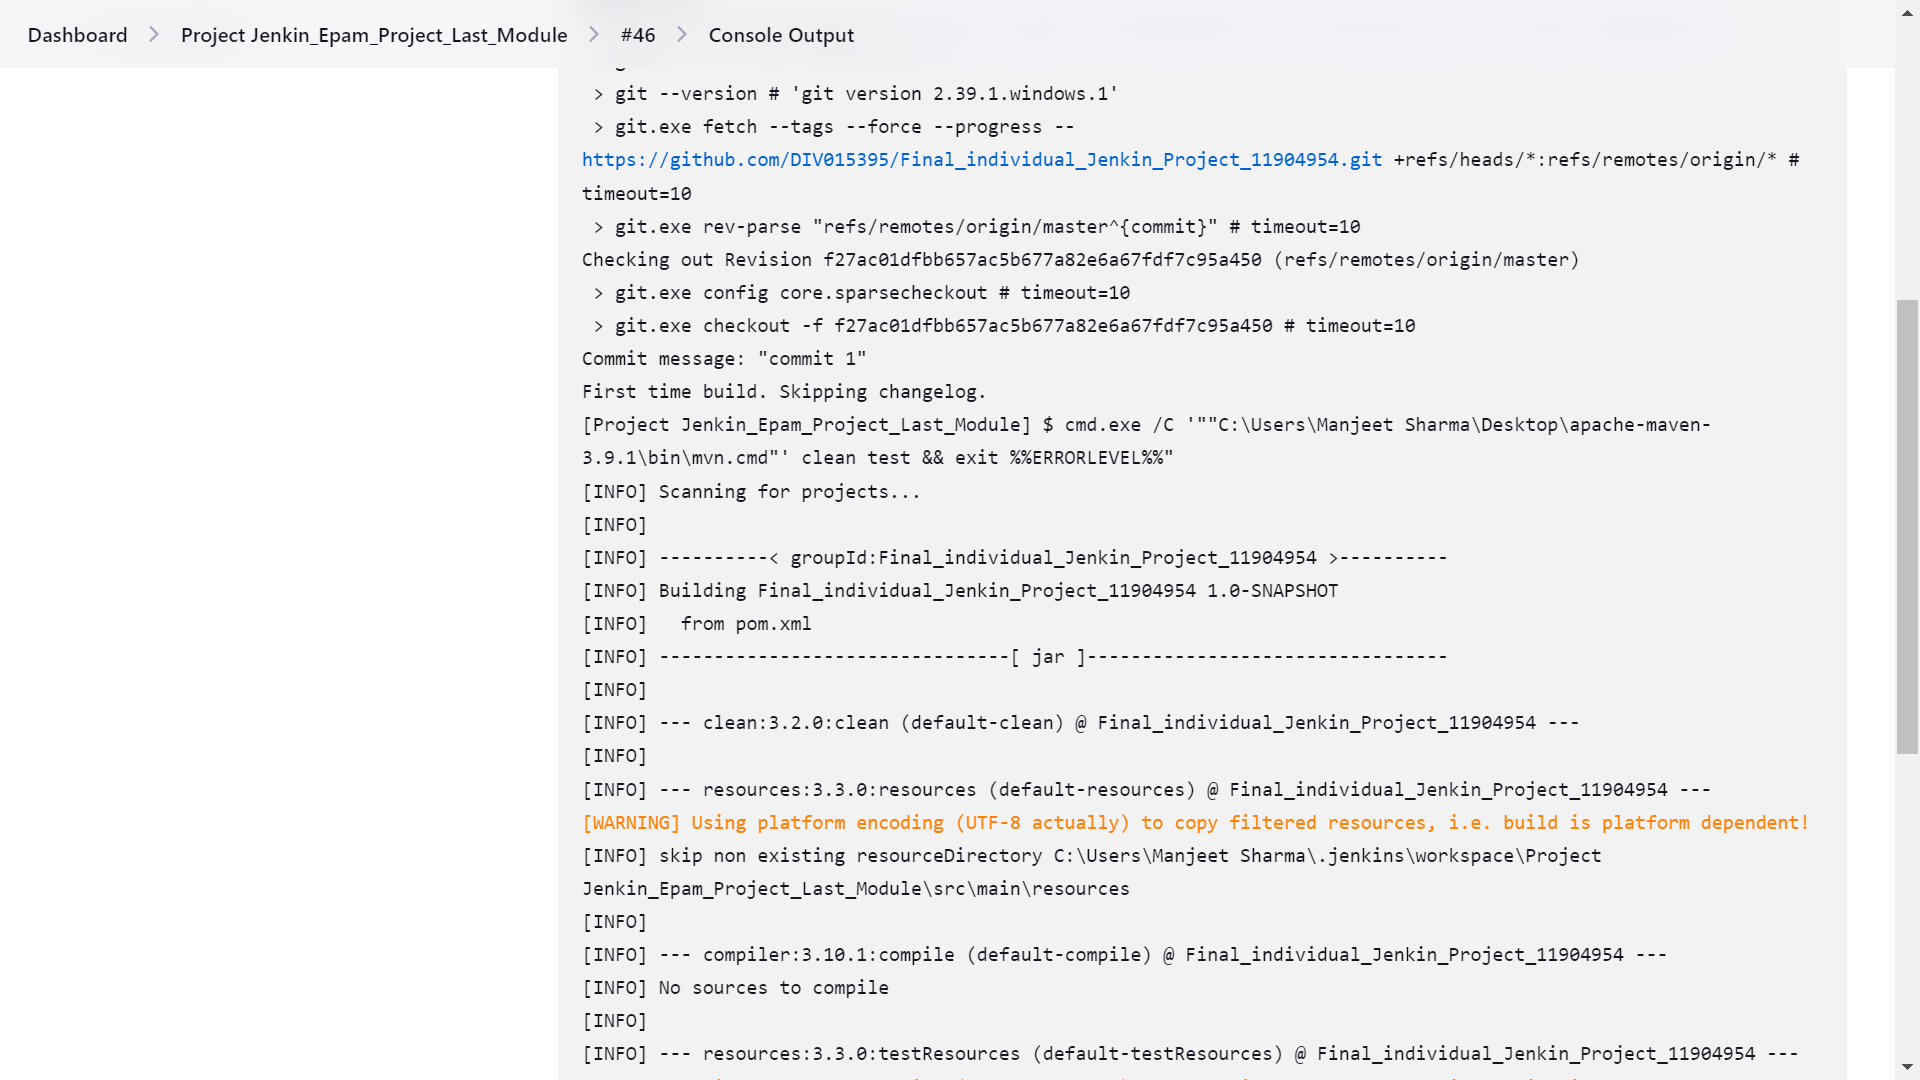 Dashboard > Project Jenkin_Epam_Project_Last_Module > #46 > Console Output
> git --version # 'git version 2.39.1.windows.1'
> git.exe fetch --tags --force --progress --
https://github.com/DIV015395/Final_individual_Jenkin_Project_11904954.git +refs/heads/*:refs/remotes/origin/* #
timeout=10
> git.exe rev-parse "refs/remotes/origin/master^{commit}" # timeout=10
Checking out Revision f27ac01dfbb657ac5b677a82e6a67fdf7c95a450 (refs/remotes/origin/master)
> git.exe config core.sparsecheckout # timeout=10
> git.exe checkout -f f27ac01dfbb657ac5b677a82e6a67fdf7c95a450 # timeout=10
Commit message: "commit 1"
First time build. Skipping changelog.
[Project Jenkin_Epam_Project_Last_Module] $ cmd.exe /C '""C:\Users\Manjeet Sharma\Desktop\apache-maven-
3.9.1\bin\mvn.cmd"' clean test && exit %%ERRORLEVEL%%"
[INFO] Scanning for projects...
[INFO]
[INFO] ----------< groupId:Final_individual_Jenkin_Project_11904954 >----------
[INFO] Building Final_individual_Jenkin_Project_11904954 1.0-SNAPSHOT
[INFO]   from pom.xml
[INFO] --------------------------------[ jar ]---------------------------------
[INFO]
[INFO] --- clean:3.2.0:clean (default-clean) @ Final_individual_Jenkin_Project_11904954 ---
[INFO]
[INFO] --- resources:3.3.0:resources (default-resources) @ Final_individual_Jenkin_Project_11904954 ---
[WARNING] Using platform encoding (UTF-8 actually) to copy filtered resources, i.e. build is platform dependent!
[INFO] skip non existing resourceDirectory C:\Users\Manjeet Sharma\.jenkins\workspace\Project
Jenkin_Epam_Project_Last_Module\src\main\resources
[INFO]
[INFO] --- compiler:3.10.1:compile (default-compile) @ Final_individual_Jenkin_Project_11904954 ---
[INFO] No sources to compile
[INFO]
[INFO] --- resources:3.3.0:testResources (default-testResources) @ Final_individual_Jenkin_Project_11904954 ---